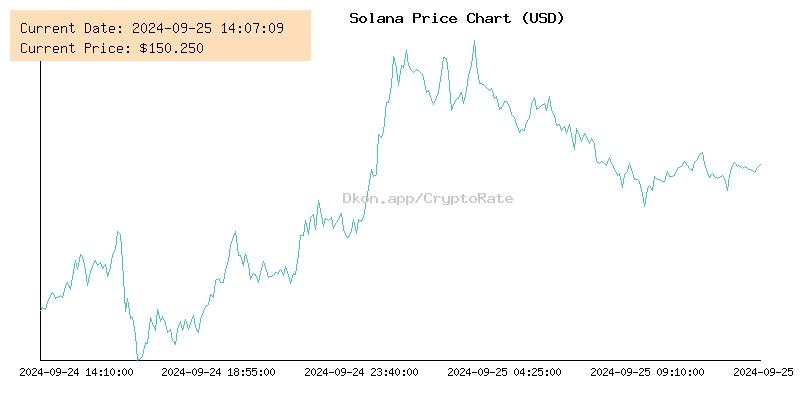 Solana Price Chart (USD)
Current Date: 2024-09-25 14:07:09
Current Price: $150.250
Dkon.app/CryptoRate
2024-09-24 14:10:00
2024-09-24 18:55:00
2024-09-24 23:40:00
2024-09-25 04:25:00
2024-09-25 09:10:00
2024-09-25